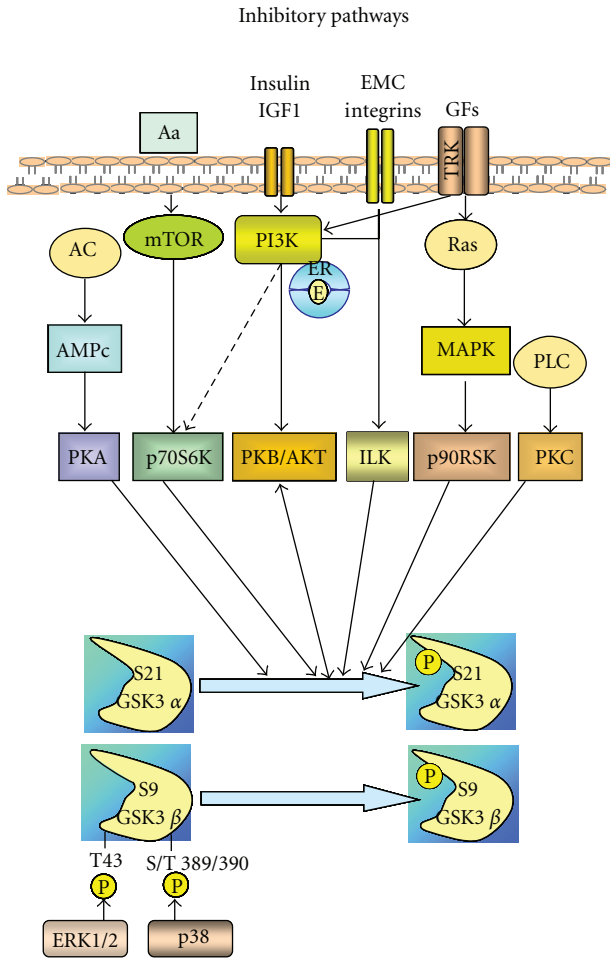 Inhibitory pathways
Insulin
IGF1
EMC
integrins
GFs
Aa
TRK
AC
mTOR
PI3K
Ras
ER
E
AMPc
MAPK
PLC
PKA
p70S6K
PKB/AKT
ILK
p90RSK
PKC
S21
GSK3 α
P
S21
GSK3 α
S9
GSK3 β
P
S9
GSK3 β
T43
S/T 389/390
P
P
ERK1/2
p38